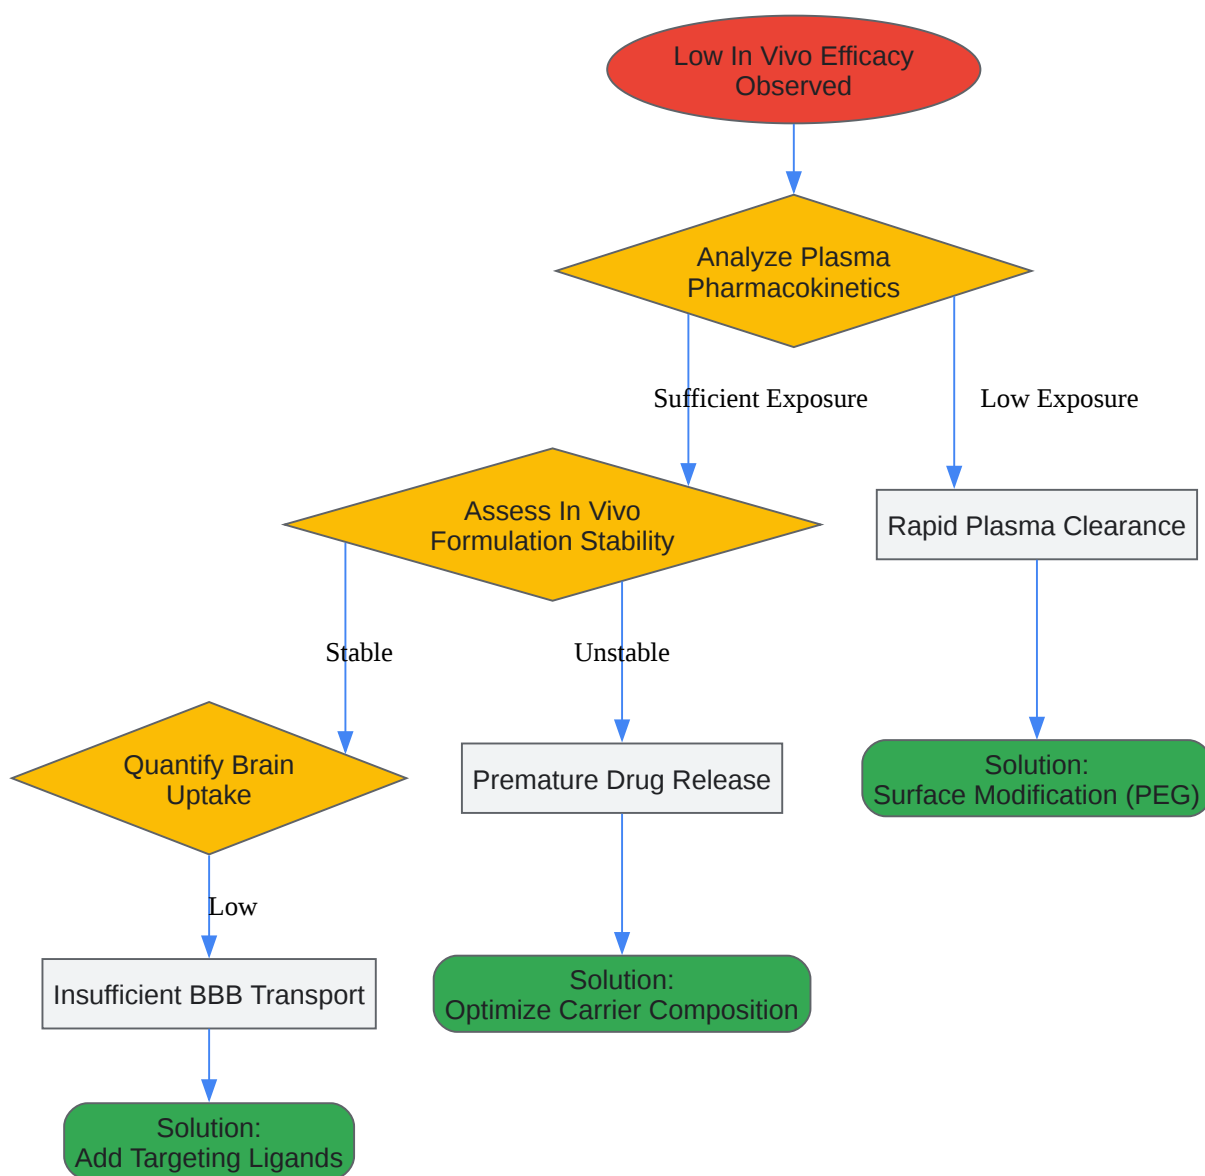 Low In Vivo Efficacy
Observed
Analyze Plasma
Pharmacokinetics
Sufficient Exposure
Low Exposure
Assess In Vivo
Formulation Stability
Rapid Plasma Clearance
Stable
Unstable
Quantify Brain
Uptake
Premature Drug Release
Solution:
Surface Modification (PEG)
Low
Insufficient BBB Transport
Solution:
Optimize Carrier Composition
Solution:
Add Targeting Ligands